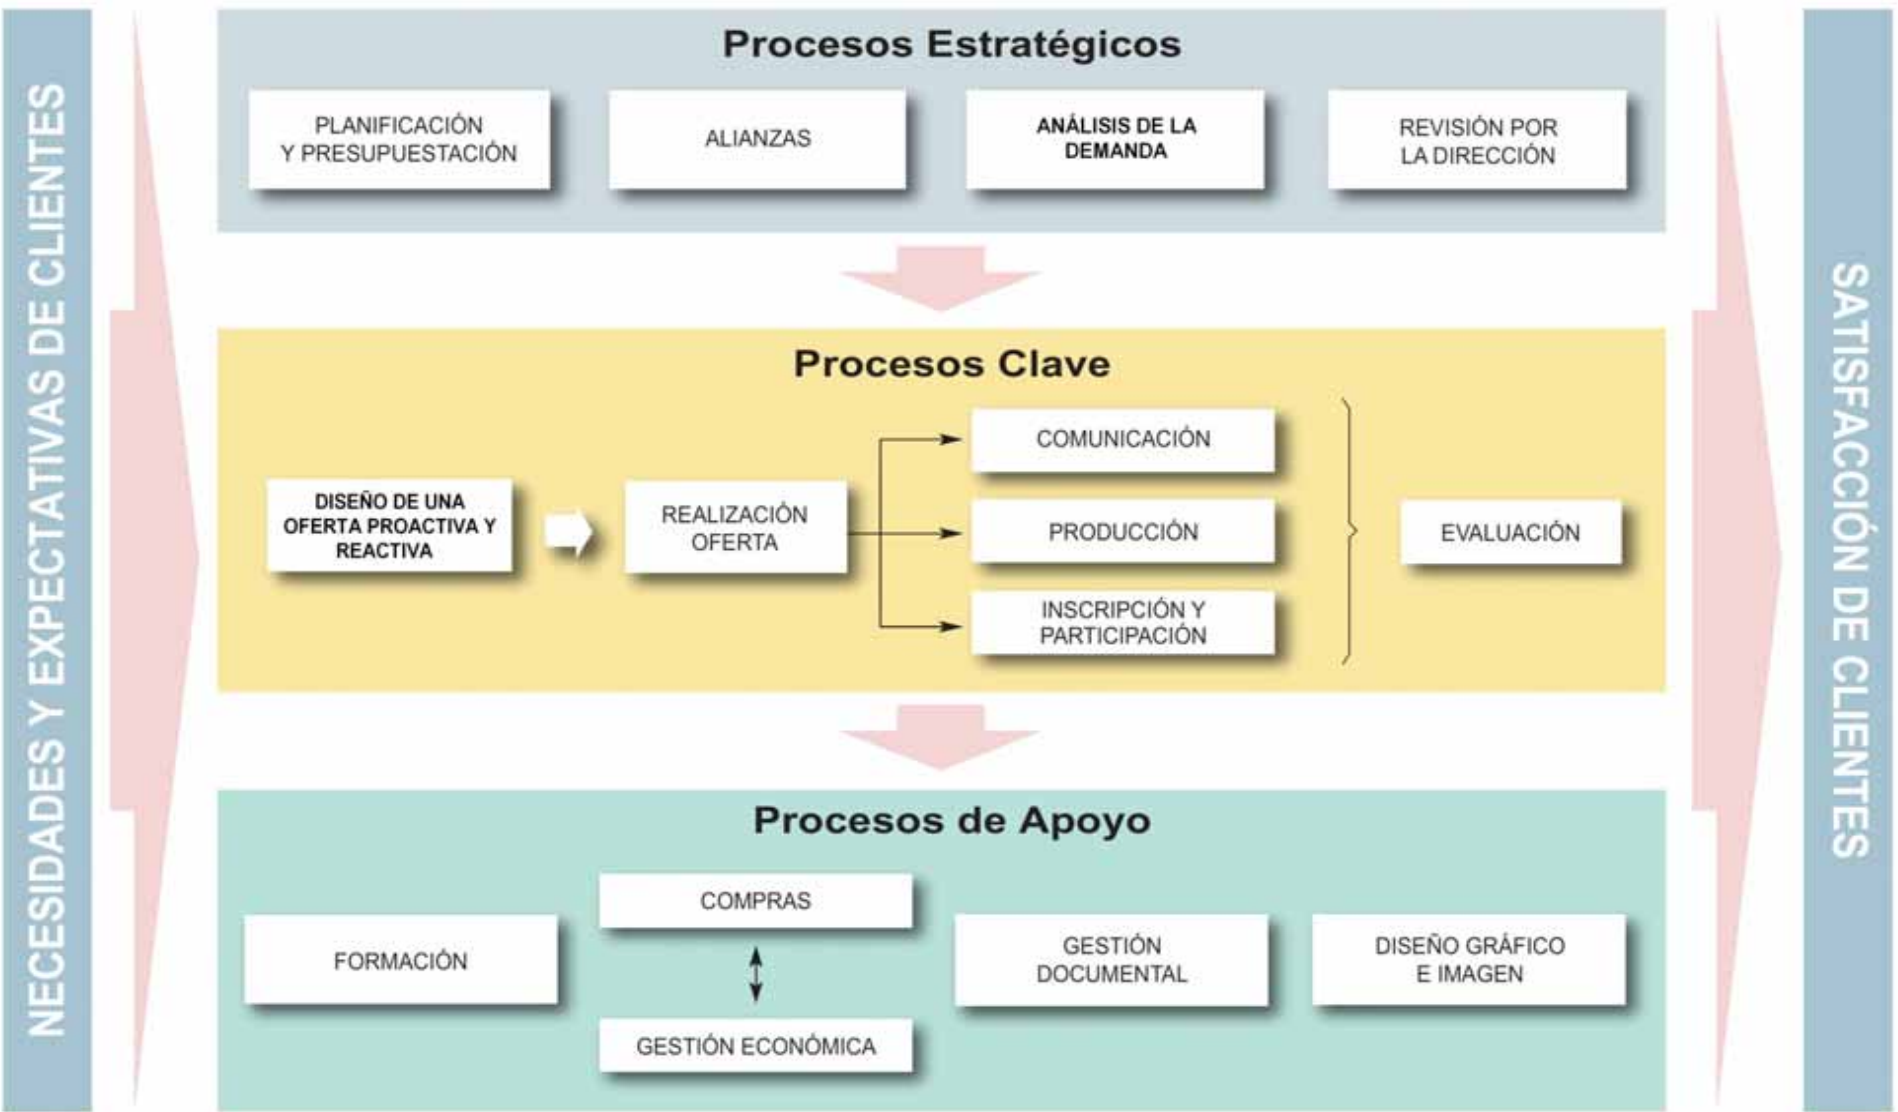 NECESIDADES Y EXPECTATIVAS DE CLIENTES
Procesos Estratégicos
PLANIFICACIÓN
Y PRESUPUESTACIÓN
ALIANZAS
ANÁLISIS DE LA
DEMANDA
REVISIÓN POR
LA DIRECCIÓN
Procesos Clave
DISEÑO DE UNA
OFERTA PROACTIVA Y
REACTIVA
REALIZACIÓN
OFERTA
COMUNICACIÓN
PRODUCCIÓN
INSCRIPCIÓN Y
PARTICIPACIÓN
EVALUACIÓN
Procesos de Apoyo
FORMACIÓN
COMPRAS
GESTIÓN ECONÓMICA
GESTIÓN
DOCUMENTAL
DISEÑO GRÁFICO
E IMAGEN
SATISFACCIÓN DE CLIENTES